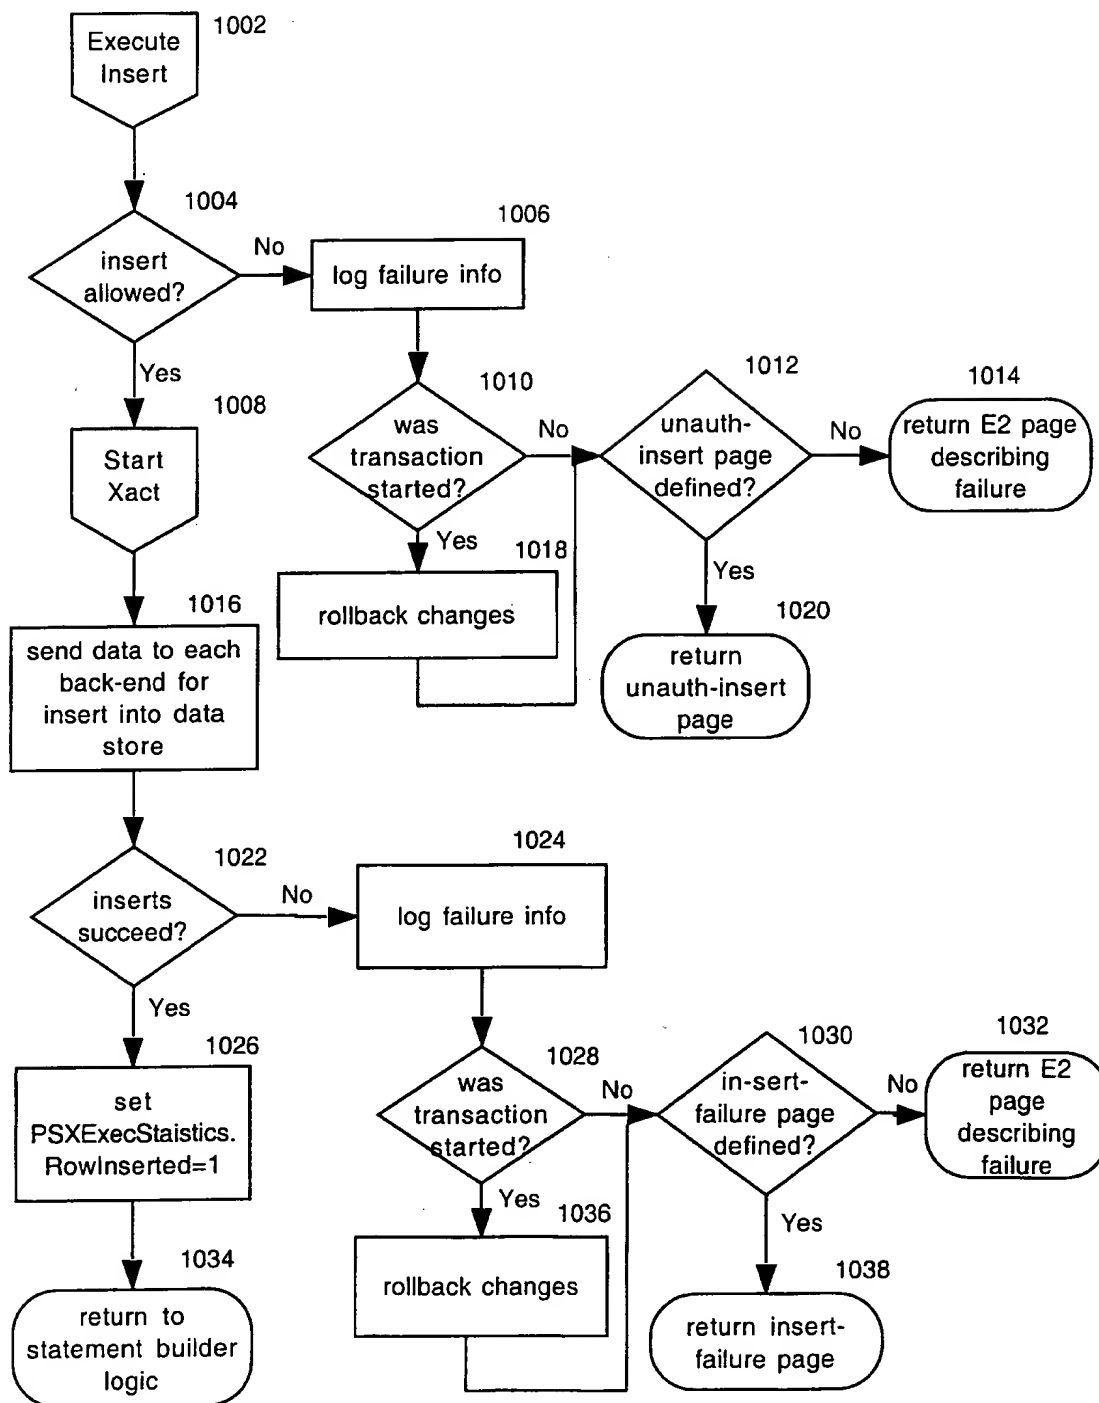 1002
Execute
Insert
1004
insert
allowed?
No
1006
log failure info
Yes
1008
Start
Xact
1010
was
transaction
started?
No
1012
unauth-
insert page
defined?
No
1014
return E2 page
describing
failure
Yes
1018
rollback changes
Yes
1020
return
unauth-insert
page
1016
send data to each
back-end for
insert into data
store
1022
inserts
succeed?
No
1024
log failure info
Yes
1026
set
PSXExecStaistics.
RowInserted=1
1028
was
transaction
started?
No
1030
in-sert-
failure page
defined?
No
1032
return E2
page
describing
failure
Yes
1036
rollback changes
Yes
1038
return insert-
failure page
1034
return to
statement builder
logic